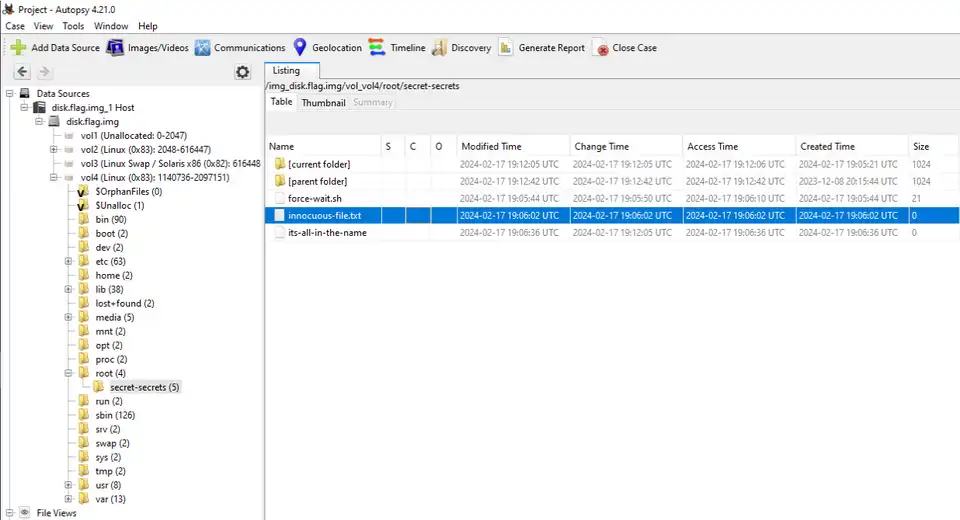 Project - Autopsy 4.21.0
Case View Tools Window Help
Add Data Source Images/Videos Communications Geolocation Timeline Discovery Generate Report Close Case
Listing
/img_disk.flag.img/vol_vol4/root/secret-secrets
Table Thumbnail Summary
Name S C O Modified Time Change Time Access Time Created Time Size
[current folder] 2024-02-17 19:12:05 UTC 2024-02-17 19:12:05 UTC 2024-02-17 19:12:06 UTC 2024-02-17 19:05:21 UTC 1024
[parent folder] 2024-02-17 19:12:42 UTC 2024-02-17 19:12:42 UTC 2024-02-17 19:12:42 UTC 2023-12-08 20:15:44 UTC 1024
force-wait.sh 2024-02-17 19:05:44 UTC 2024-02-17 19:05:50 UTC 2024-02-17 19:06:10 UTC 2024-02-17 19:05:44 UTC 21
innocuous-file.txt 2024-02-17 19:06:02 UTC 2024-02-17 19:06:02 UTC 2024-02-17 19:06:02 UTC 2024-02-17 19:06:02 UTC 0
its-all-in-the-name 2024-02-17 19:06:36 UTC 2024-02-17 19:12:05 UTC 2024-02-17 19:06:36 UTC 2024-02-17 19:06:36 UTC 0
Data Sources
disk.flag.img_1 Host
disk.flag.img
vol1 (Unallocated: 0-2047)
vol2 (Linux (0x83): 2048-616447)
vol3 (Linux Swap / Solaris x86 (0x82): 616448
vol4 (Linux (0x83): 1140736-2097151)
$OrphanFiles (0)
$Unalloc (1)
bin (90)
boot (2)
dev (2)
etc (63)
home (2)
lib (38)
lost+found (2)
media (5)
mnt (2)
opt (2)
proc (2)
root (4)
secret-secrets (5)
run (2)
sbin (126)
srv (2)
swap (2)
sys (2)
tmp (2)
usr (8)
var (13)
File Views